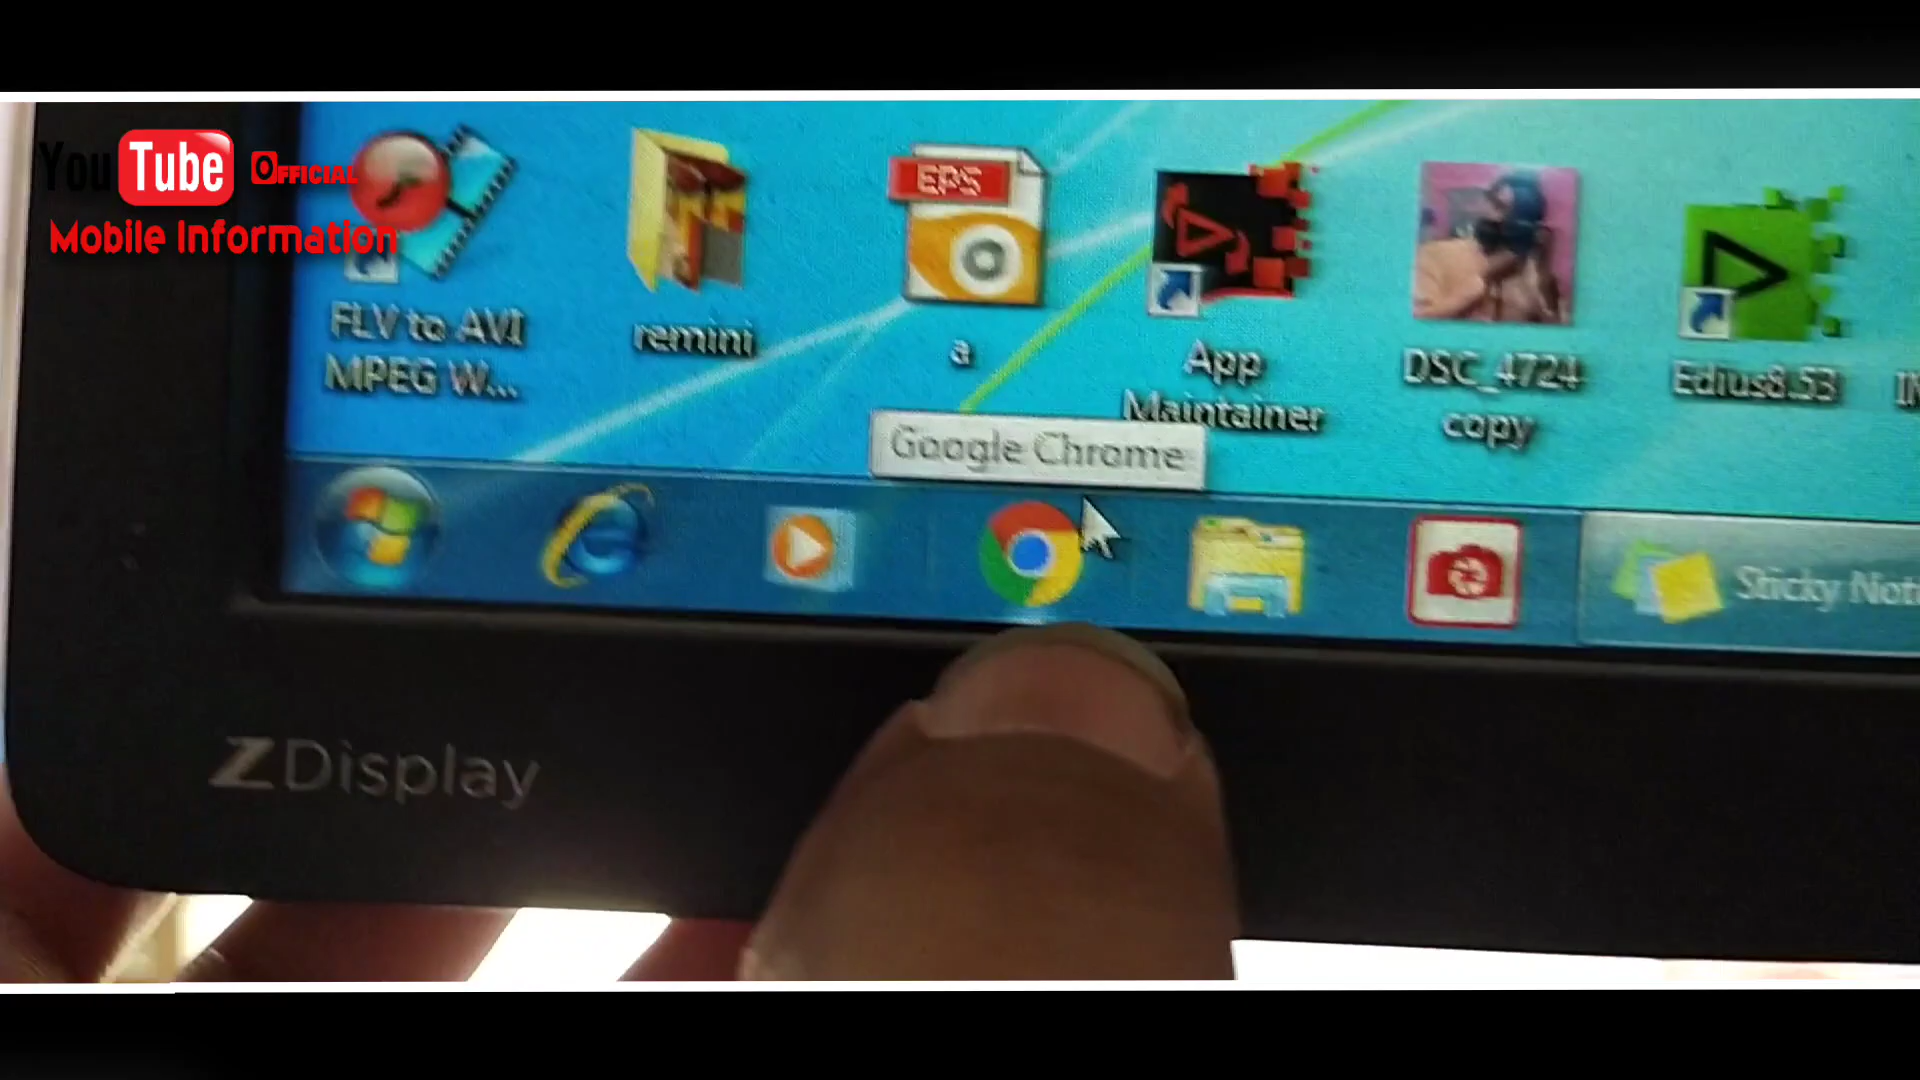 YouTube Official
Mobile Information
FLV to AVI
MPEG W...
remini
EPS
a
App
Maintainer
DSC_4724
copy
Edius8.53
Google Chrome
Sticky Not
Z Display